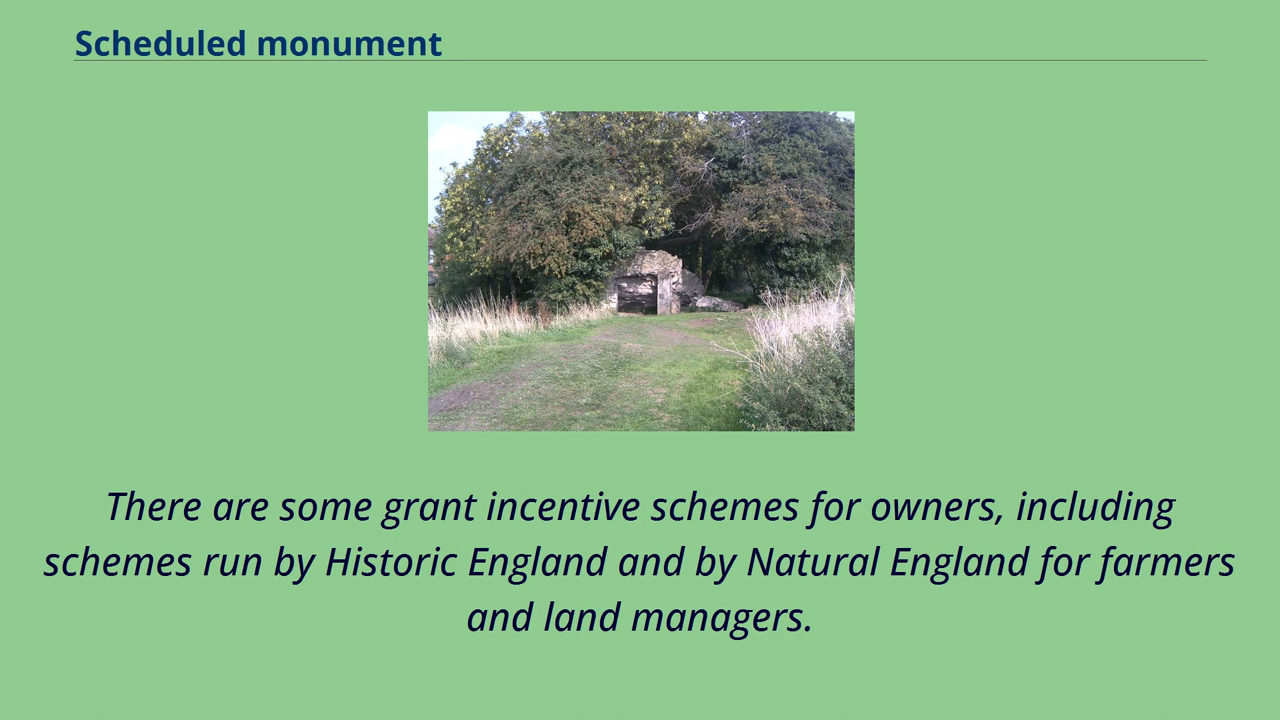 Scheduled monument
There are some grant incentive schemes for owners, including
schemes run by Historic England and by Natural England for farmers
and land managers.